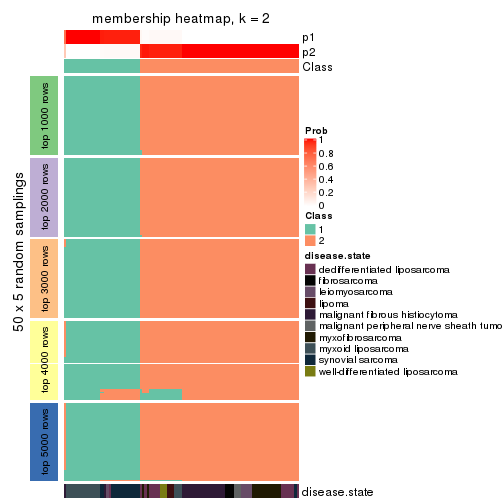 membership heatmap, k = 2
p1
p2
Class
50 x 5 random samplings
top 1000 rows
top 2000 rows
top 3000 rows
top 4000 rows
top 5000 rows
disease.state
Prob
1
0.8
0.6
0.4
0.2
0
Class
1
2
disease.state
dedifferentiated liposarcoma
fibrosarcoma
leiomyosarcoma
lipoma
malignant fibrous histiocytoma
malignant peripheral nerve sheath tumo
myxofibrosarcoma
myxoid liposarcoma
synovial sarcoma
well-differentiated liposarcoma